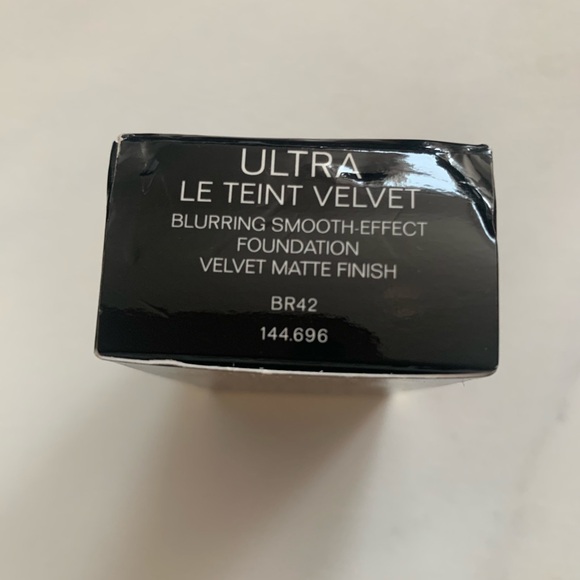 ULTRA
LE TEINT VELVET
BLURRING SMOOTH-EFFECT
FOUNDATION
VELVET MATTE FINISH
BR42
144.696